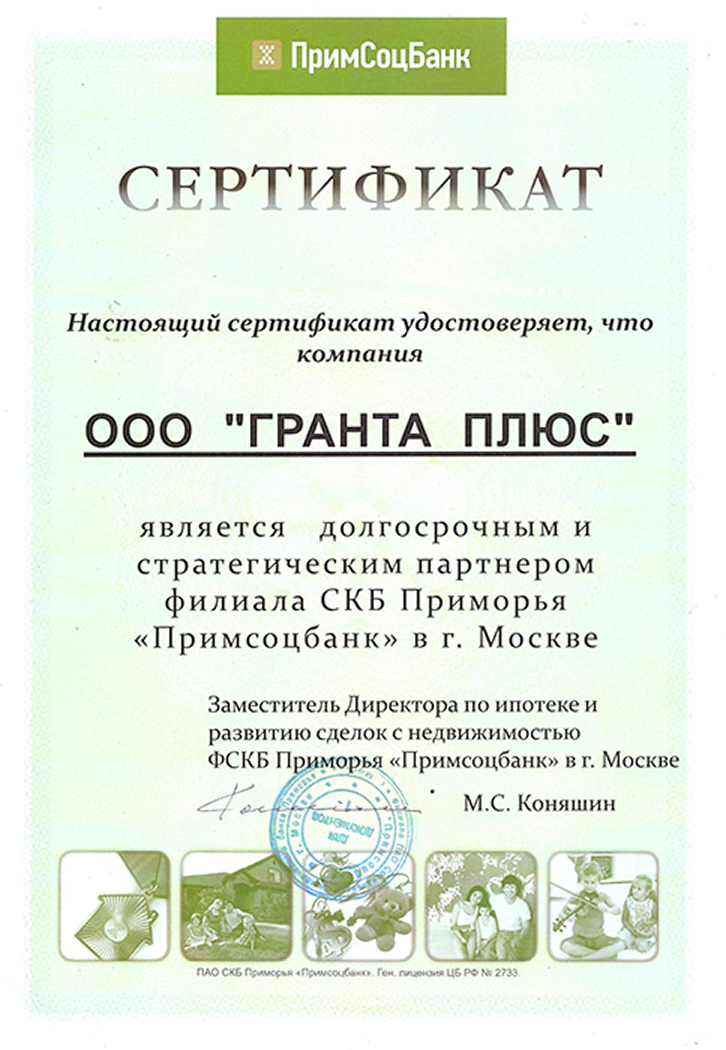 ПримСоцБанк
СЕРТИФИКАТ
Настоящий сертификат удостоверяет, что
компания
ООО "ГРАНТА ПЛЮС"
является долгосрочным и
стратегическим партнером
филиала СКБ Приморья
«Примсоцбанк» в г. Москве
Заместитель Директора по ипотеке и
развитию сделок с недвижимостью
ФСКБ Приморья «Примсоцбанк» в г. Москве
М.С. Коняшин
для
документов
ПАО СКБ Приморья «Примсоцбанк». Ген. лицензия ЦБ РФ № 2733.